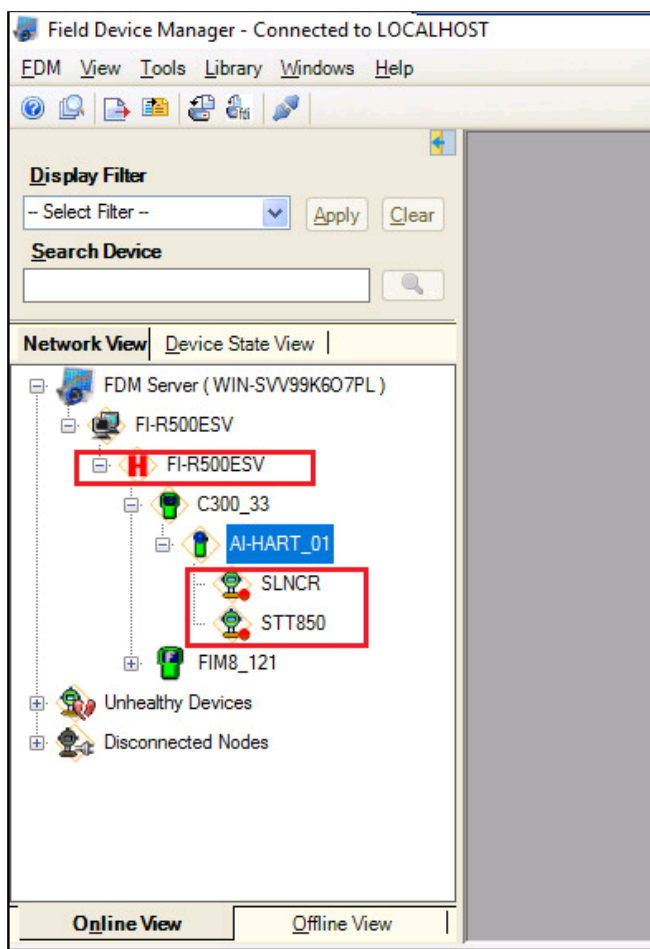 Field Device Manager - Connected to LOCALHOST
FDM View Tools Library Windows Help
Display Filter
-- Select Filter -- Apply Clear
Search Device
Network View Device State View
FDM Server ( WIN-SVV99K6O7PL )
FI-R500ESV
H FI-R500ESV
C300_33
AI-HART_01
SLNCR
STT850
F FIM8_121
Unhealthy Devices
Disconnected Nodes
Online View Offline View